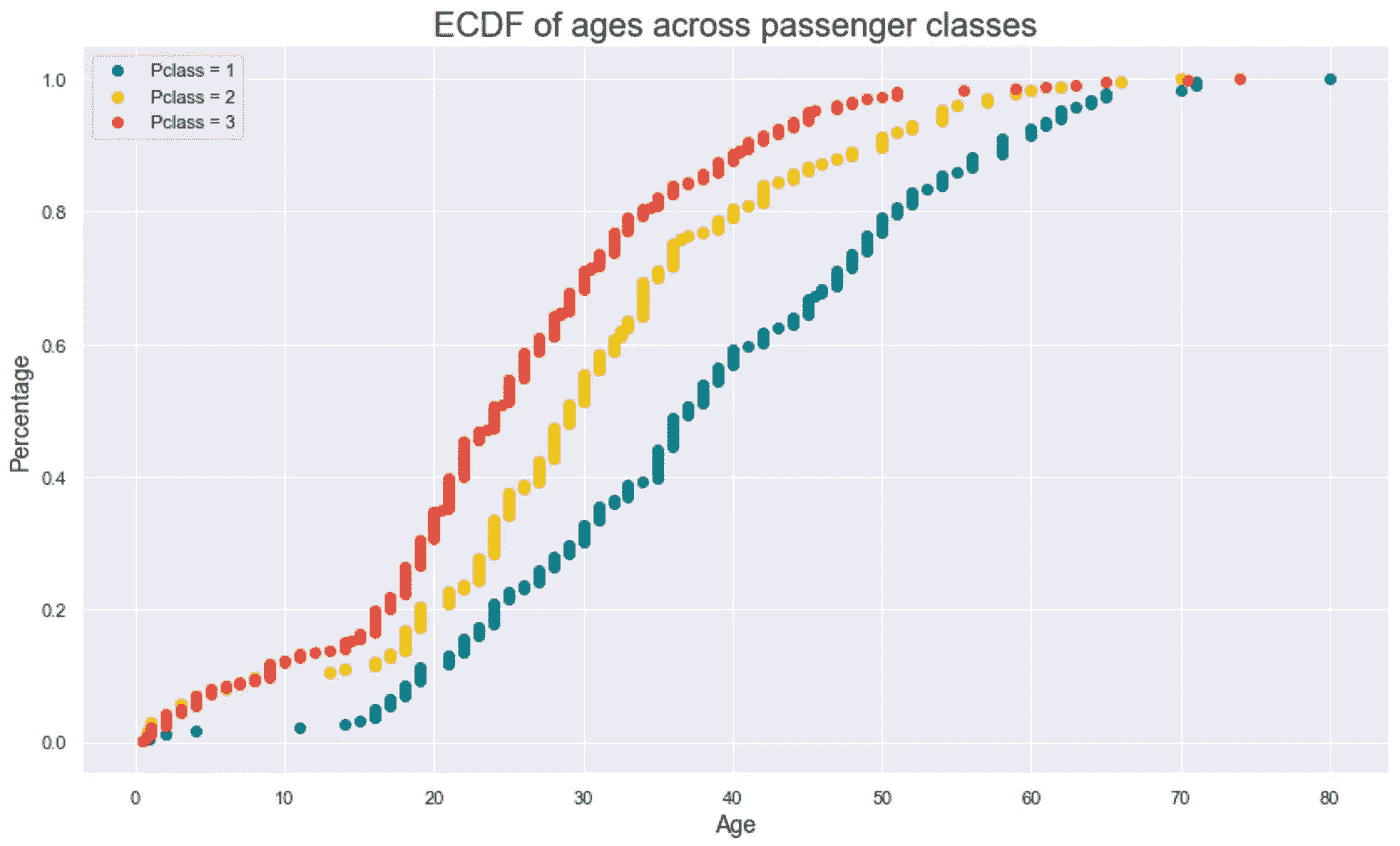 ECDF of ages across passenger classes
Pclass = 1
Pclass = 2
Pclass = 3
Percentage
1.0
0.8
0.6
0.4
0.2
0.0
0 10 20 30 40 50 60 70 80
Age